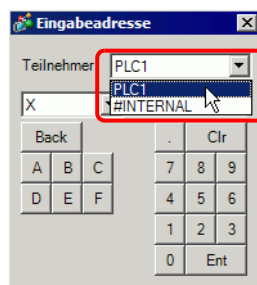 Eingabeadresse
Teilnehmer PLC1
PLC1
X #INTERNAL
Back . Clr
A B C 7 8 9
D E F 4 5 6
1 2 3
0 Ent